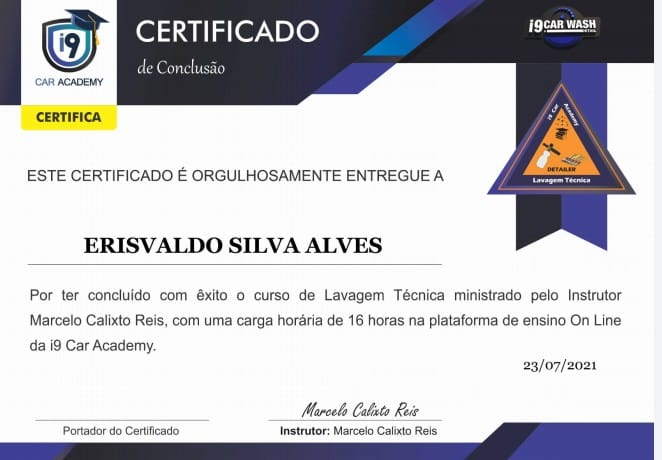 i9
CAR ACADEMY
CERTIFICA
CERTIFICADO
de Conclusão
i9CAR WASH
i9 Car Academy
DETAILER
Lavagem Técnica
ESTE CERTIFICADO É ORGULHOSAMENTE ENTREGUE A
ERISVALDO SILVA ALVES
Por ter concluído com êxito o curso de Lavagem Técnica ministrado pelo Instrutor
Marcelo Calixto Reis, com uma carga horária de 16 horas na plataforma de ensino On Line
da i9 Car Academy.
23/07/2021
Marcelo Calixto Reis
Portador do Certificado
Instrutor: Marcelo Calixto Reis